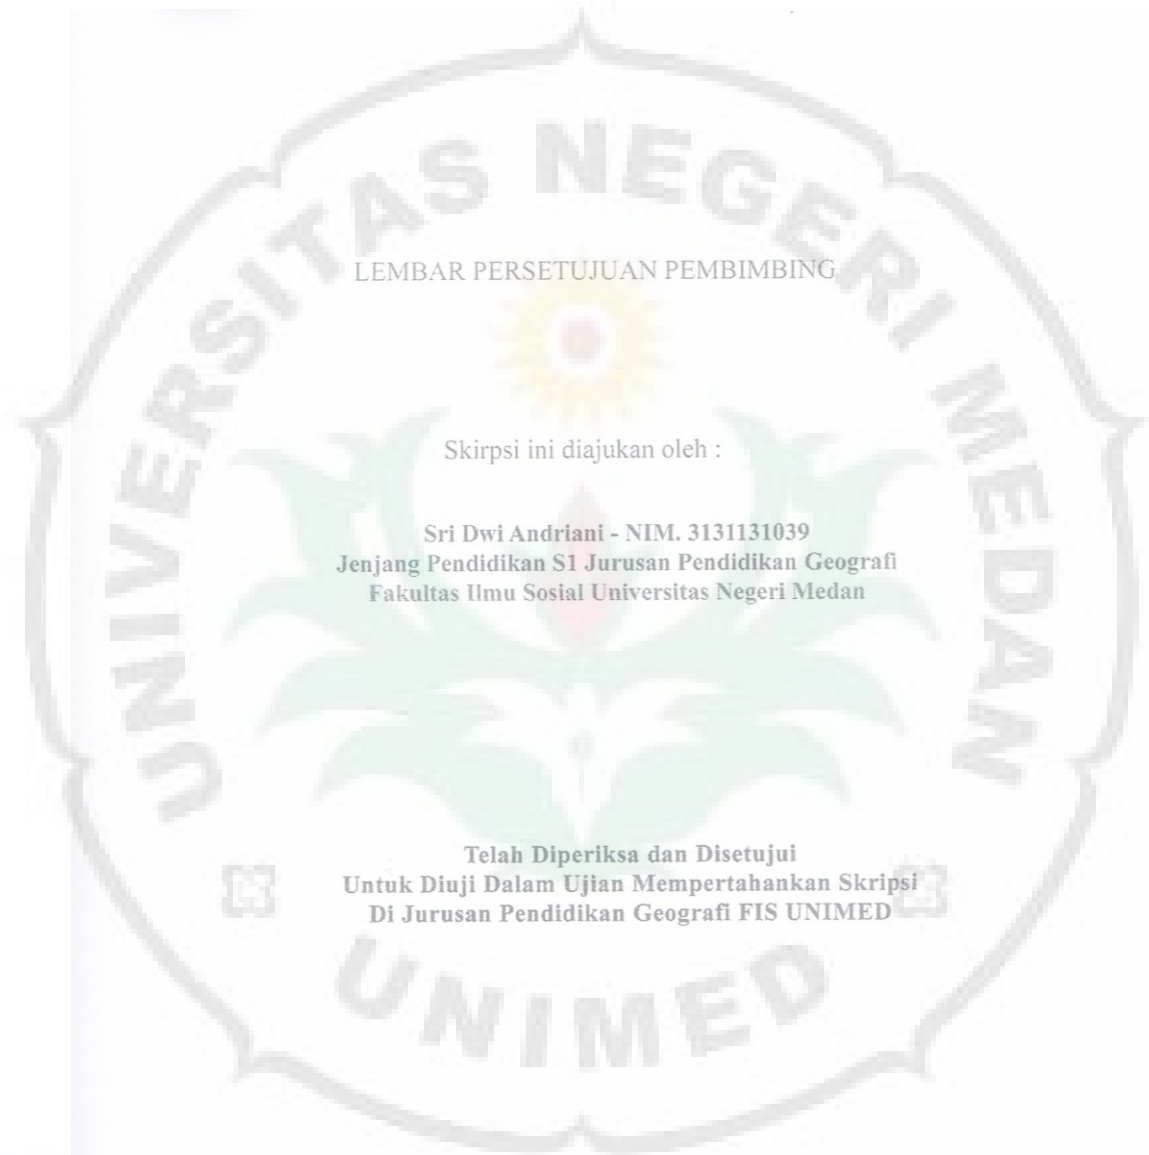 UNIVERSITAS NEGERI MEDAN
LEMBAR PERSETUJUAN PEMBIMBING
Skirpsi ini diajukan oleh :
Sri Dwi Andriani - NIM. 3131131039
Jenjang Pendidikan S1 Jurusan Pendidikan Geografi
Fakultas Ilmu Sosial Universitas Negeri Medan
Telah Diperiksa dan Disetujui
Untuk Diuji Dalam Ujian Mempertahankan Skripsi
Di Jurusan Pendidikan Geografi FIS UNIMED
UNIMED